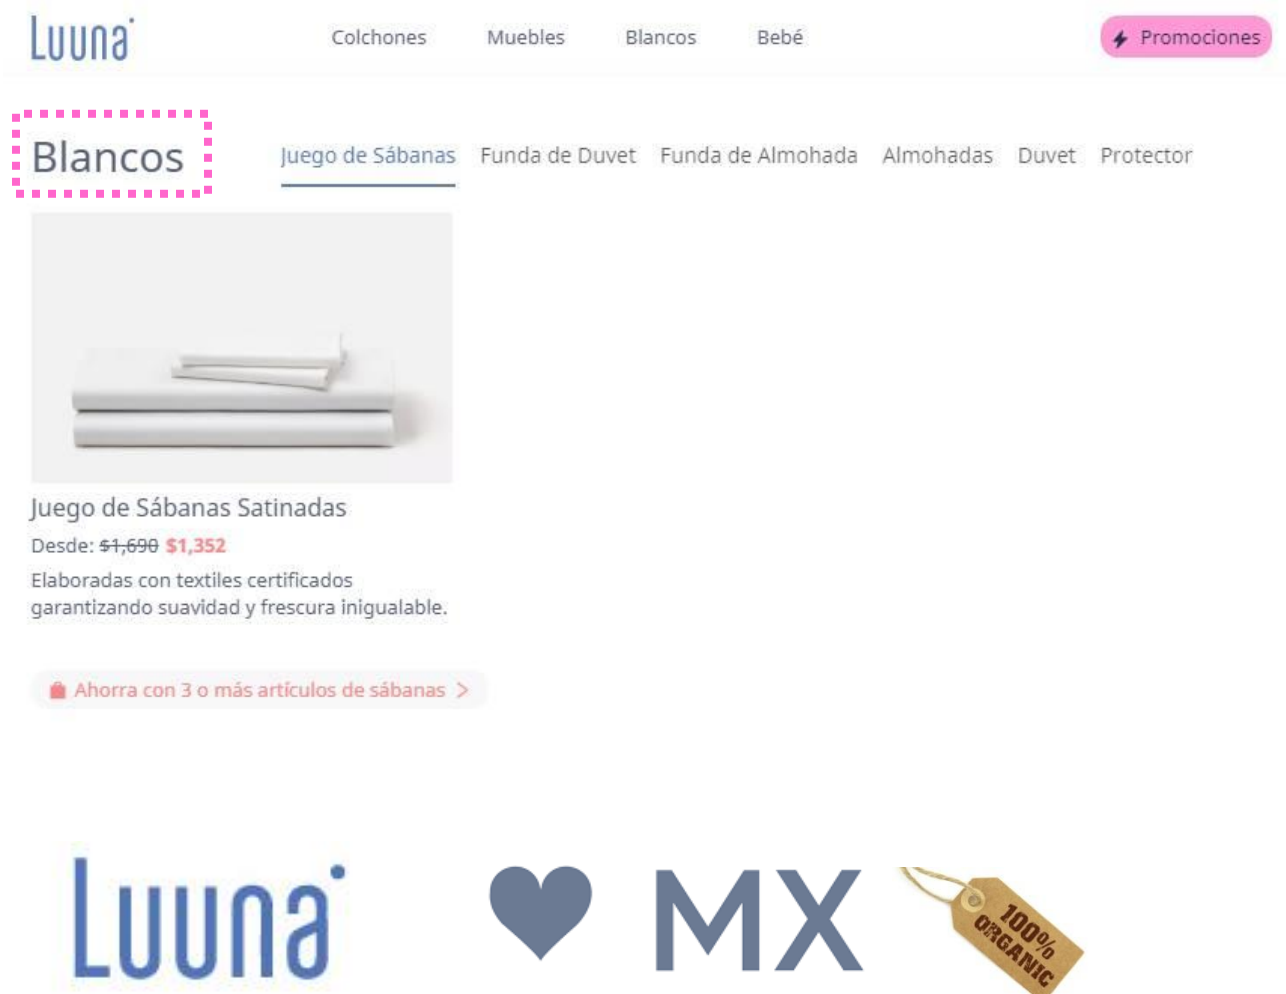 Luuna
Colchones Muebles Blancos Bebé Promociones
Blancos Juego de Sábanas Funda de Duvet Funda de Almohada Almohadas Duvet Protector
Juego de Sábanas Satinadas
Desde: $1,690 $1,352
Elaboradas con textiles certificados
garantizando suavidad y frescura inigualable.
Ahorra con 3 o más artículos de sábanas >
Luuna MX
100%
ORGANIC